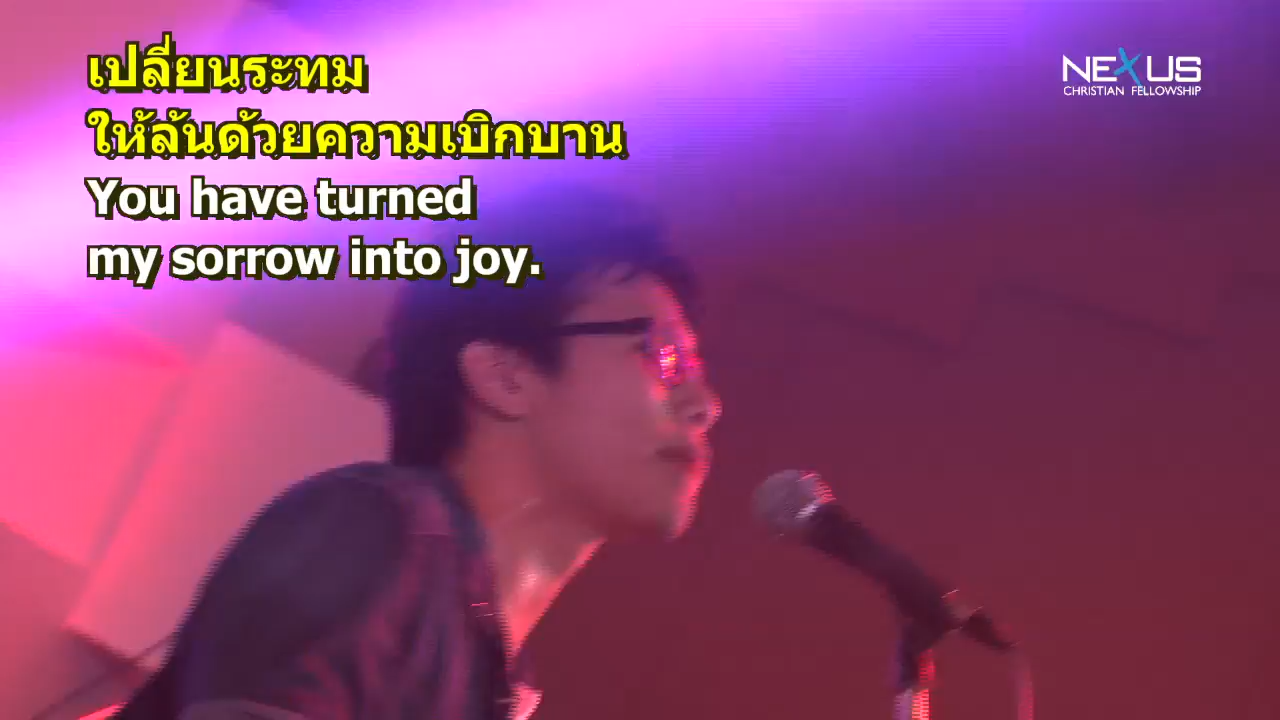 เปลี่ยนระทม
ให้ล้นด้วยความเบิกบาน
You have turned
my sorrow into joy.
NEXUS
CHRISTIAN FELLOWSHIP